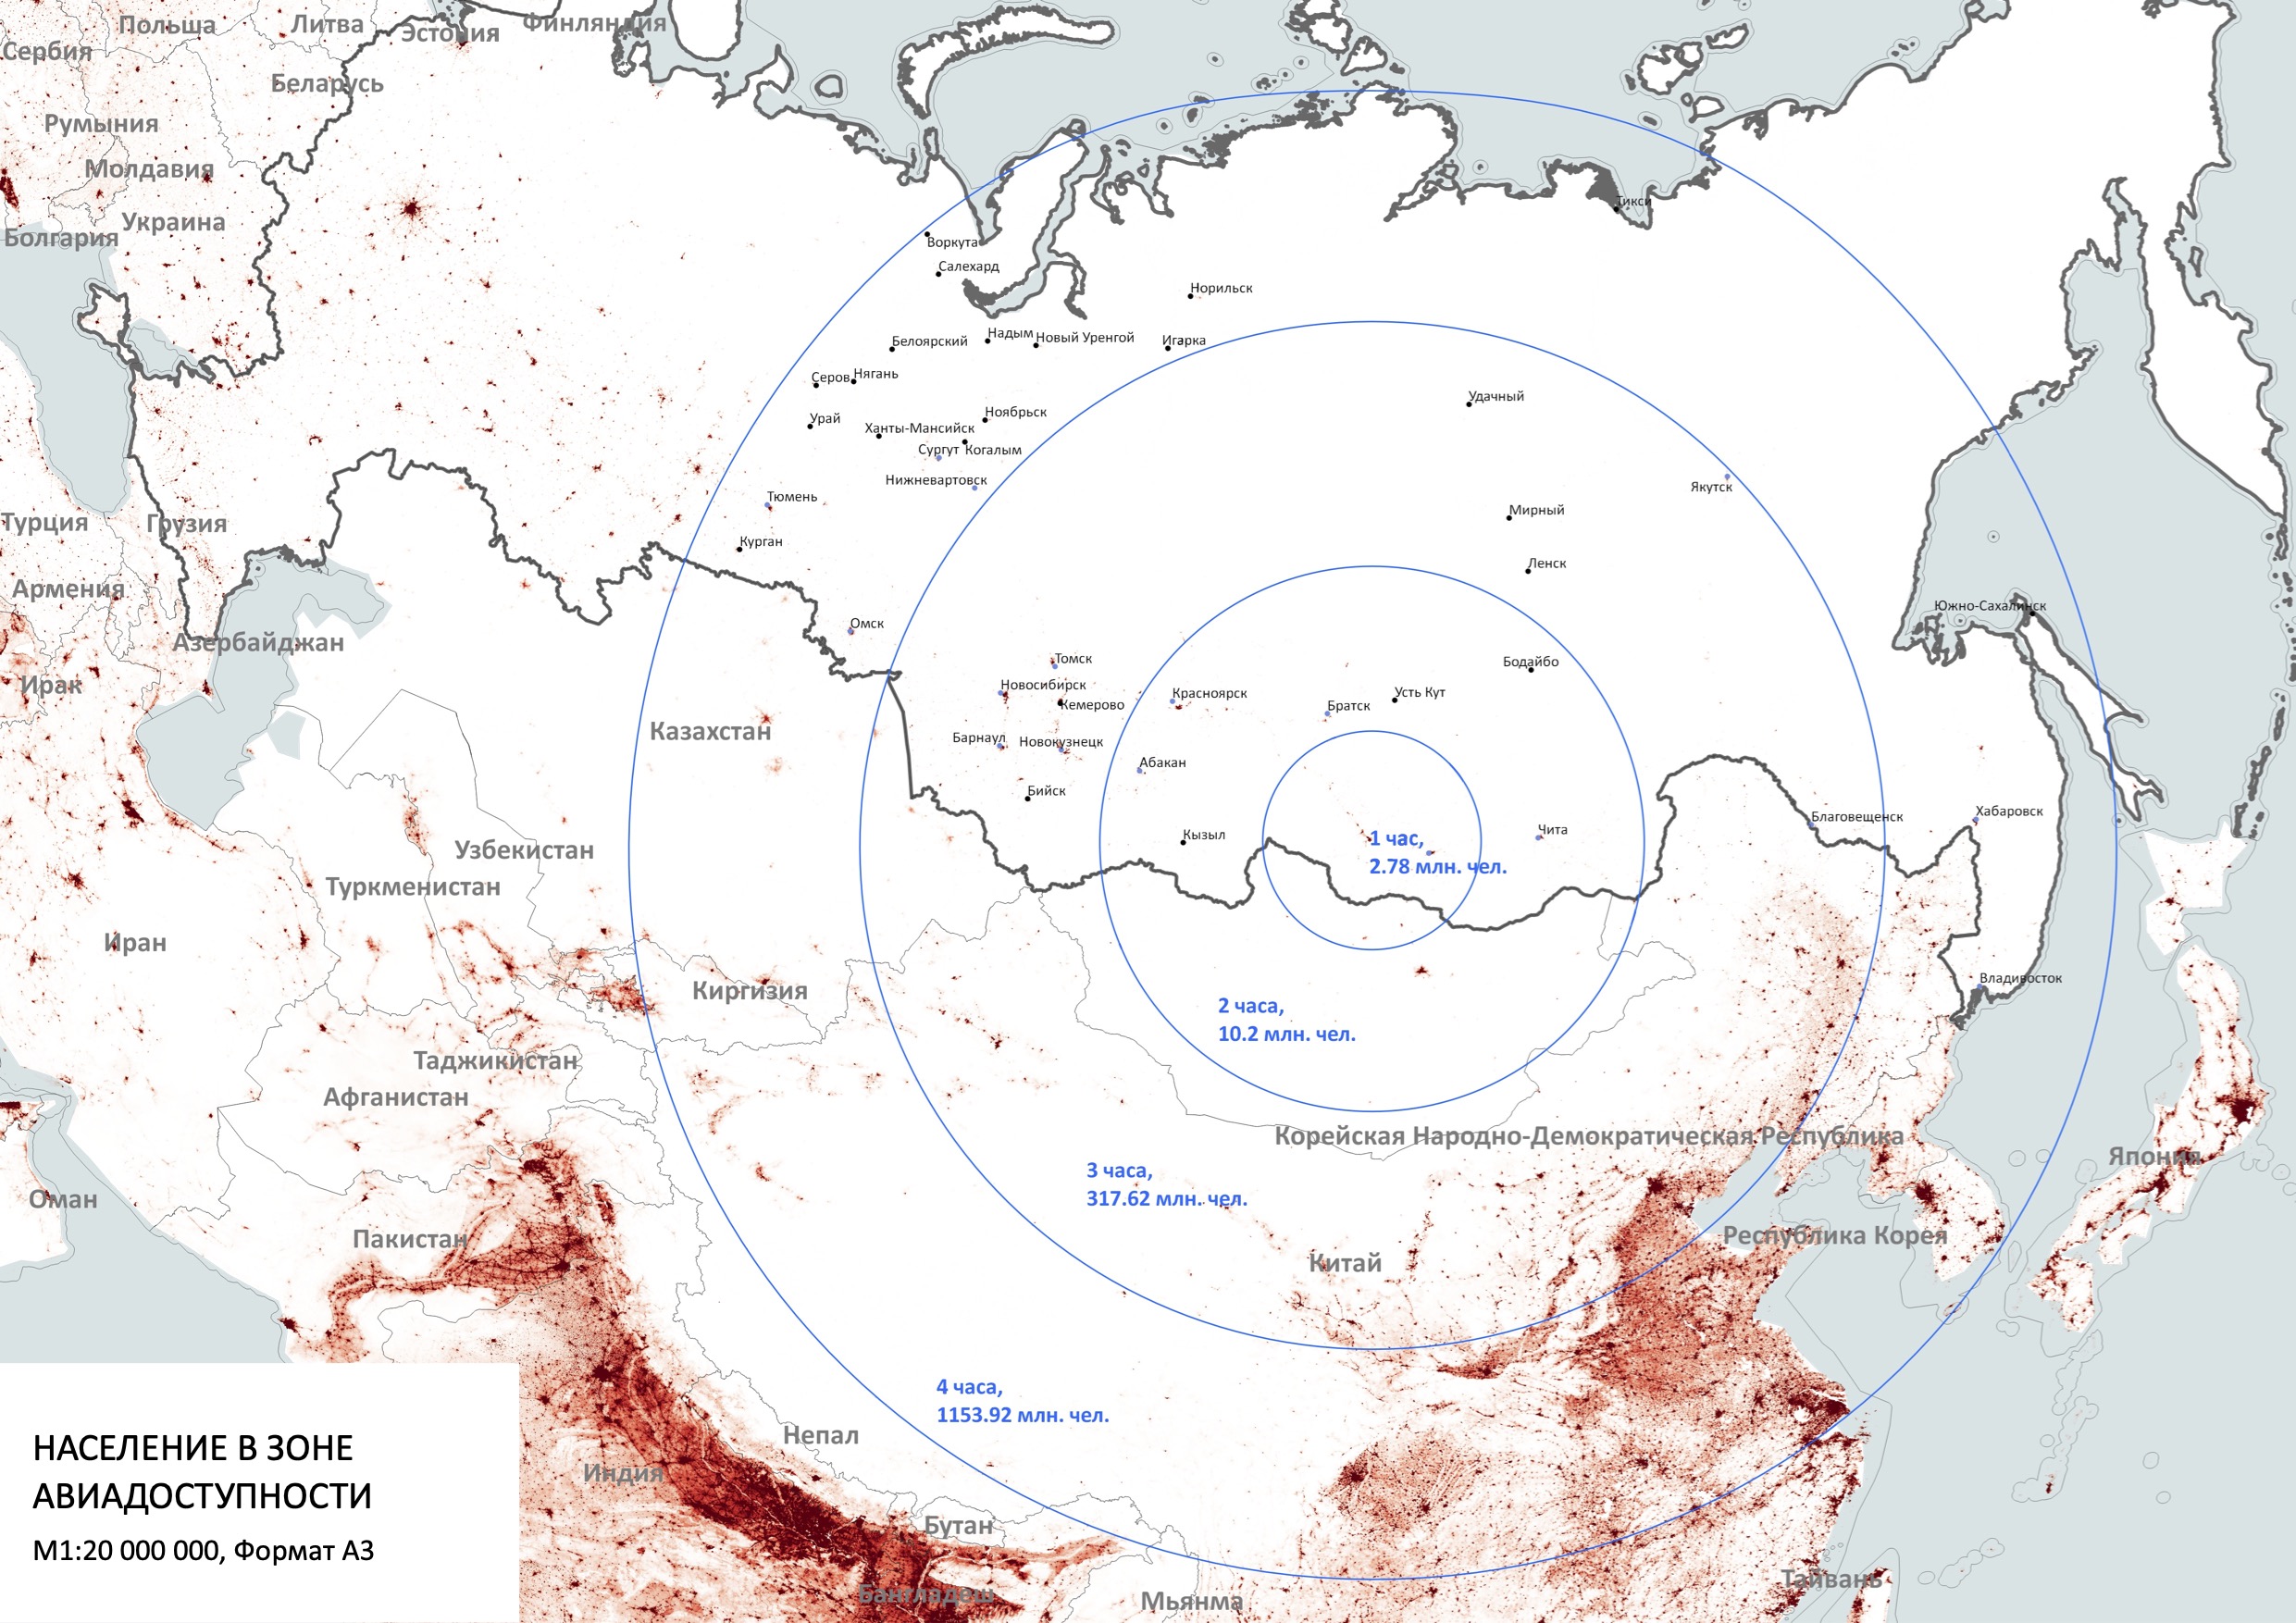 Польша
Литва
Эстония
Финляндия
Сербия
Беларусь
Румыния
Молдавия
Украина
Болгария
Тикси
Воркута
Салехард
Норильск
Надым
Новый Уренгой
Игарка
Белоярский
Серов
Нягань
Удачный
Ноябрьск
Урай
Ханты-Мансийск
Сургут
Когалым
Нижневартовск
Якутск
Тюмень
Мирный
Турция
Грузия
Курган
Ленск
Армения
Южно-Сахалинск
Омск
Азербайджан
Томск
Бодайбо
Ирак
Новосибирск
Красноярск
Усть Кут
Кемерово
Братск
Казахстан
Барнаул
Новокузнецк
Абакан
Бийск
Благовещенск
Хабаровск
Кызыл
Чита
1 час,
2.78 млн. чел.
Узбекистан
Туркменистан
Иран
Киргизия
Владивосток
2 часа,
10.2 млн. чел.
Таджикистан
Афганистан
Корейская Народно-Демократическая Республика
Япония
3 часа,
317.62 млн. чел.
Оман
Пакистан
Республика Корея
Китай
4 часа,
1153.92 млн. чел.
Непал
НАСЕЛЕНИЕ В ЗОНЕ
АВИАДОСТУПНОСТИ
М1:20 000 000, Формат А3
Индия
Бутан
Бангладеш
Мьянма
Тайвань